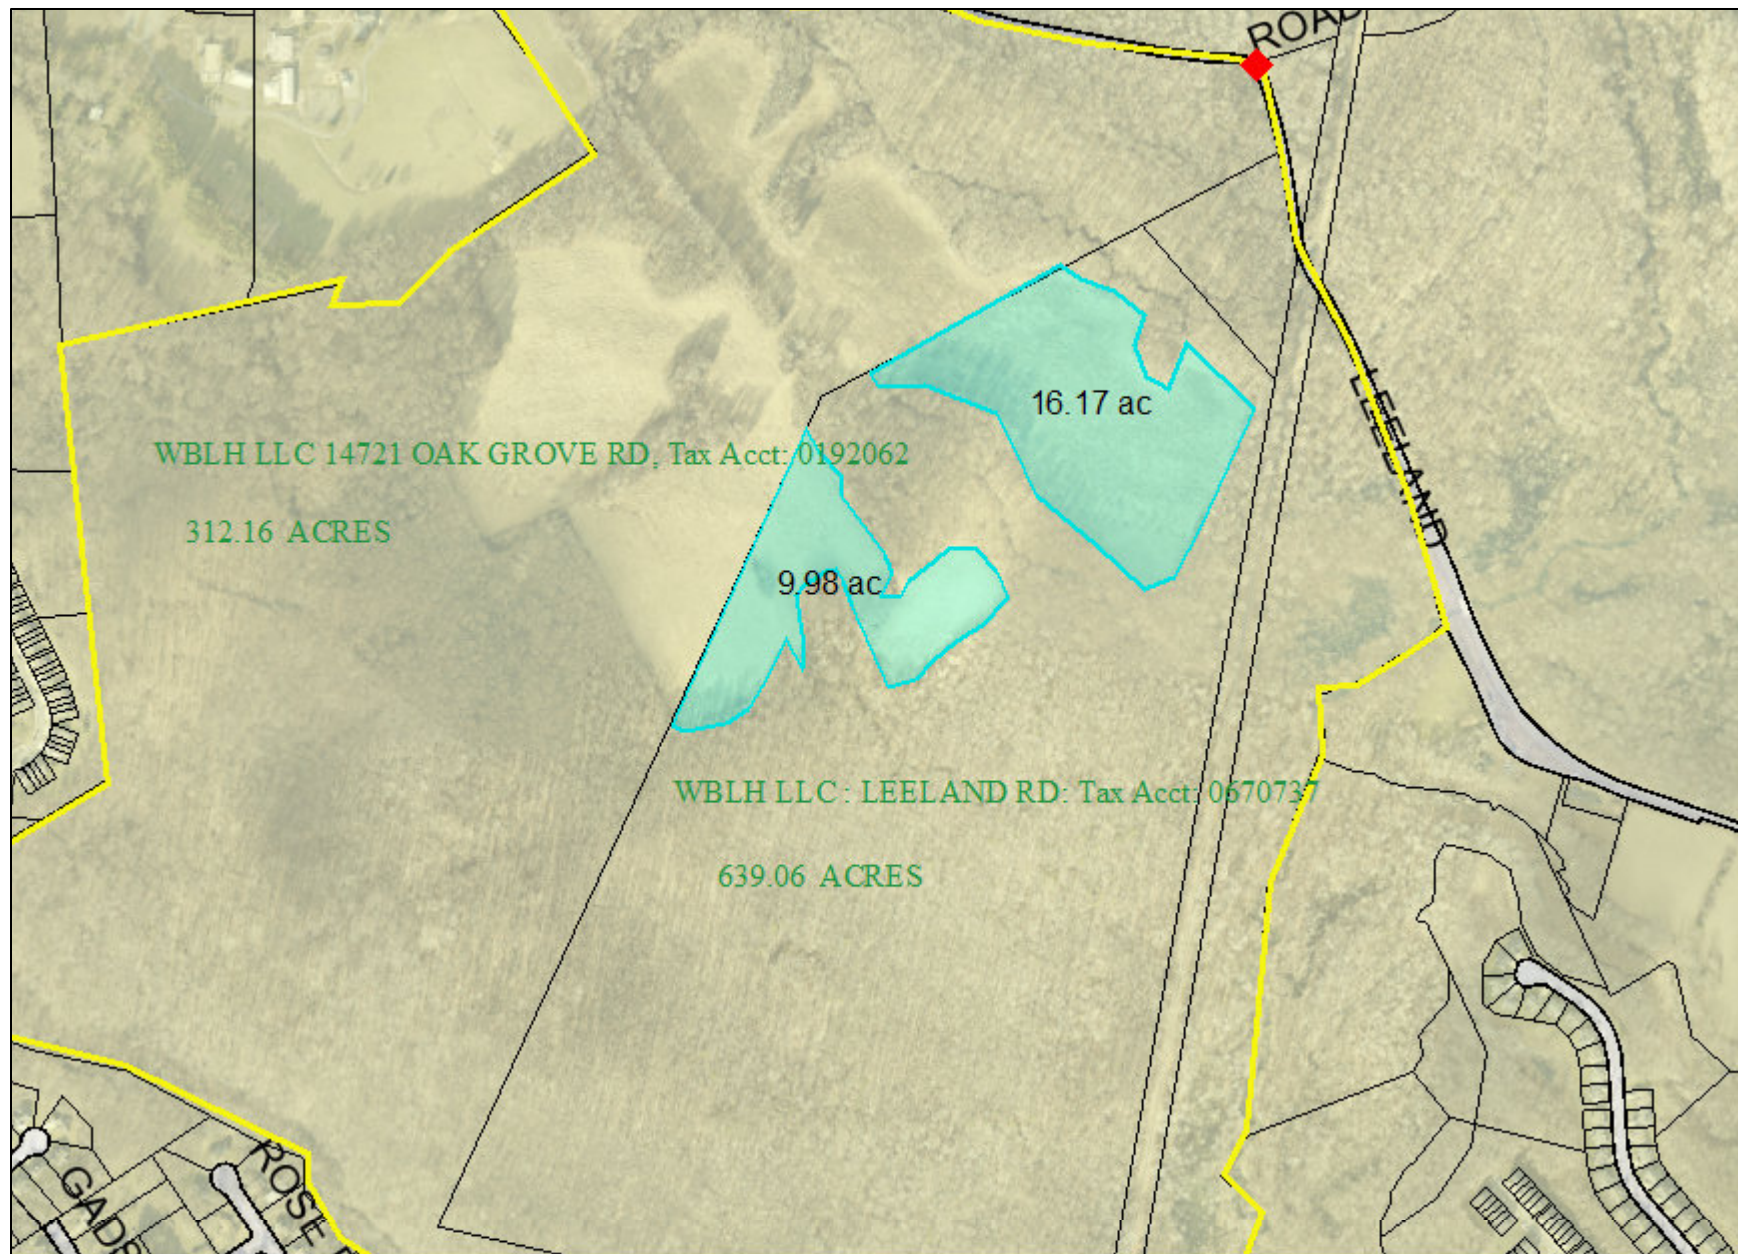 ROAD
16.17 ac
LEELAND
WBLH LLC 14721 OAK GROVE RD, Tax Acct: 0192062
312.16 ACRES
9.98 ac
WBLH LLC : LEELAND RD: Tax Acct: 0670737
639.06 ACRES
ROSE
GADS